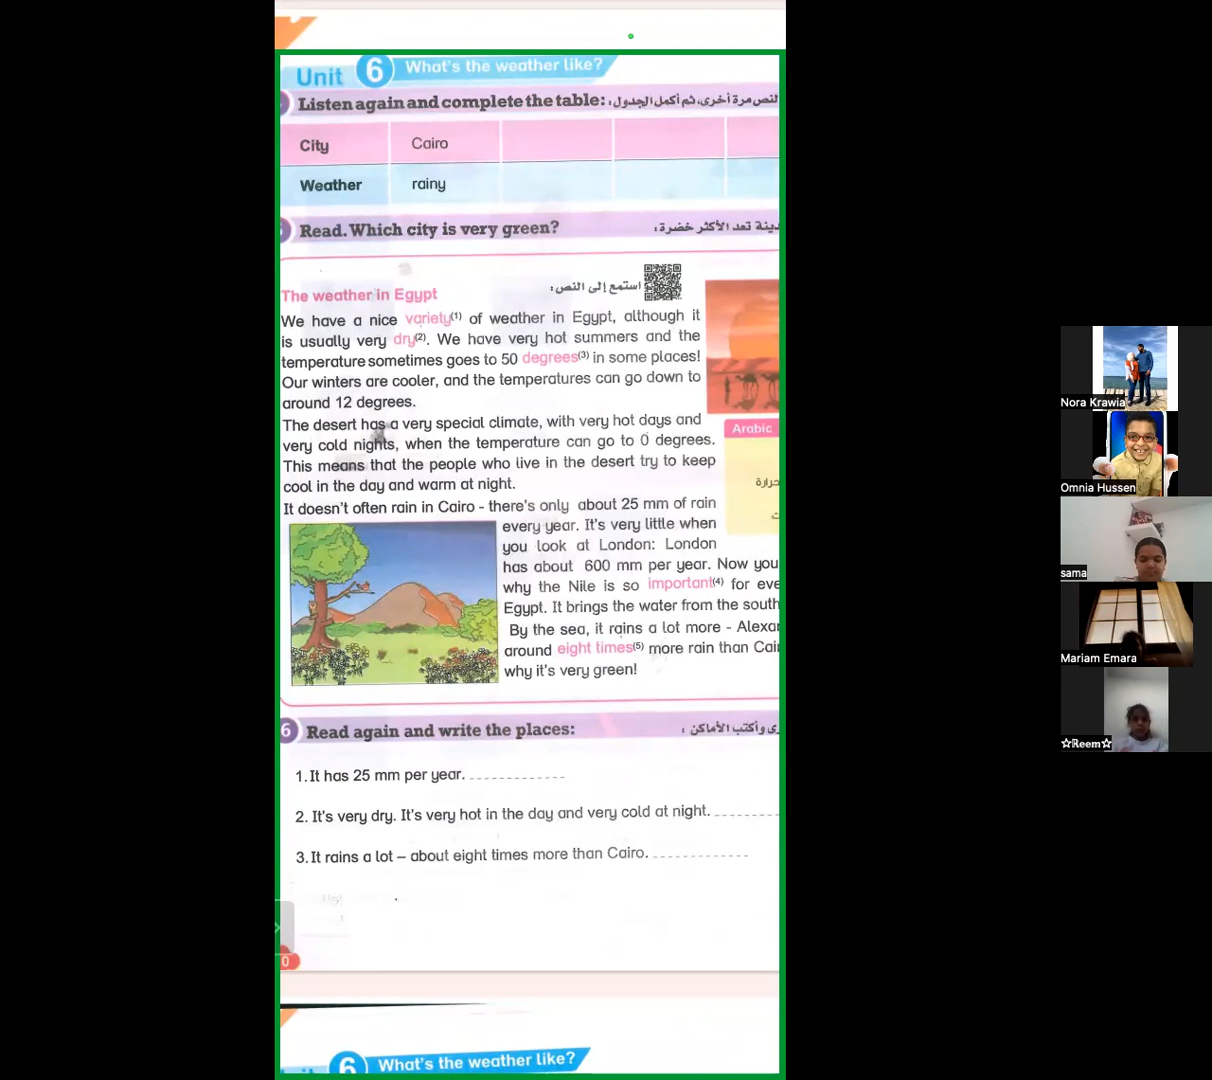 Unit 6 What's the weather like?
Listen again and complete the table: النص مرة أخرى، ثم أكمل الجدول:
City Cairo
Weather rainy
Read. Which city is very green? تعد الأكثر خضرة:
The weather in Egypt استمع إلى النص:
We have a nice variety(1) of weather in Egypt, although it
is usually very dry(2). We have very hot summers and the
temperature sometimes goes to 50 degrees(3) in some places!
Our winters are cooler, and the temperatures can go down to
around 12 degrees.
The desert has a very special climate, with very hot days and
very cold nights, when the temperature can go to 0 degrees.
This means that the people who live in the desert try to keep
cool in the day and warm at night.
It doesn't often rain in Cairo - there's only about 25 mm of rain
every year. It's very little when
you look at London: London
has about 600 mm per year. Now you
why the Nile is so important(4) for eve
Egypt. It brings the water from the south
By the sea, it rains a lot more - Alexa
around eight times(5) more rain than Cai
why it's very green!
Arabic
6 Read again and write the places: وأكتب الأماكن :
1. It has 25 mm per year.
2. It's very dry. It's very hot in the day and very cold at night.
3. It rains a lot – about eight times more than Cairo.
0
6 What's the weather like?
Nora Krawia
Omnia Hussen
sama
Mariam Emara
☆Reem☆